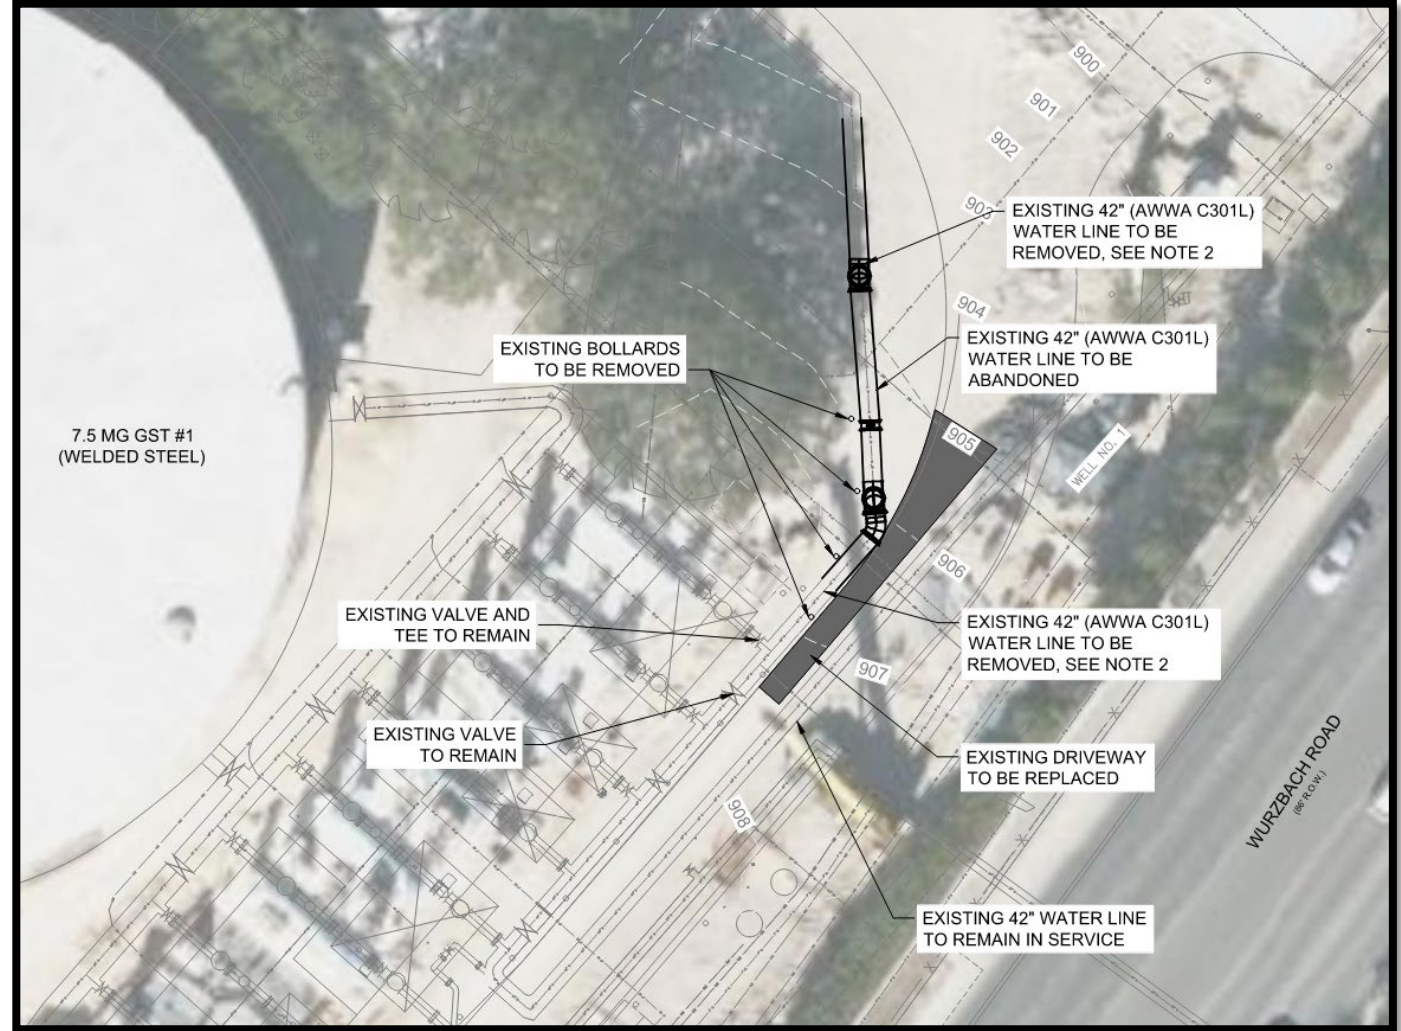 900
901
902
903
EXISTING 42" (AWWA C301L)
WATER LINE TO BE
REMOVED, SEE NOTE 2
904
EXISTING 42" (AWWA C301L)
WATER LINE TO BE
ABANDONED
EXISTING BOLLARDS
TO BE REMOVED
7.5 MG GST #1
(WELDED STEEL)
905
WELL NO. 1
906
EXISTING VALVE AND
TEE TO REMAIN
EXISTING 42" (AWWA C301L)
WATER LINE TO BE
REMOVED, SEE NOTE 2
907
EXISTING VALVE
TO REMAIN
EXISTING DRIVEWAY
TO BE REPLACED
WURZBACH ROAD
(86' R.O.W.)
908
EXISTING 42" WATER LINE
TO REMAIN IN SERVICE